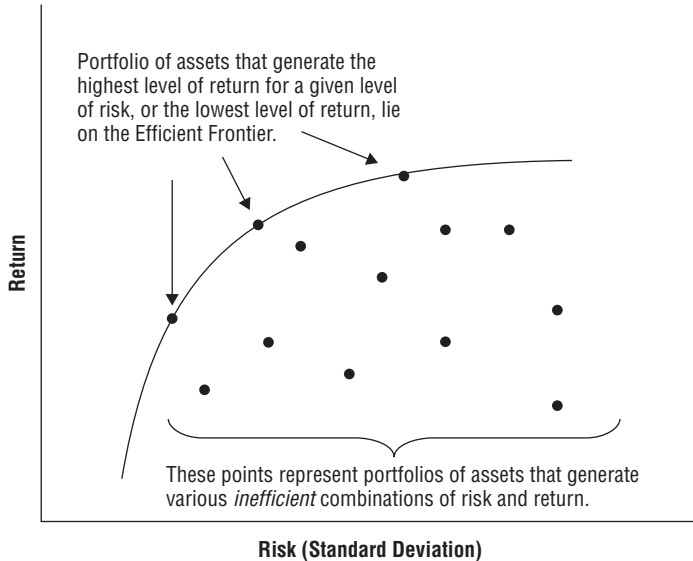 Portfolio of assets that generate the
highest level of return for a given level
of risk, or the lowest level of return, lie
on the Efficient Frontier.
Return
These points represent portfolios of assets that generate
various inefficient combinations of risk and return.
Risk (Standard Deviation)